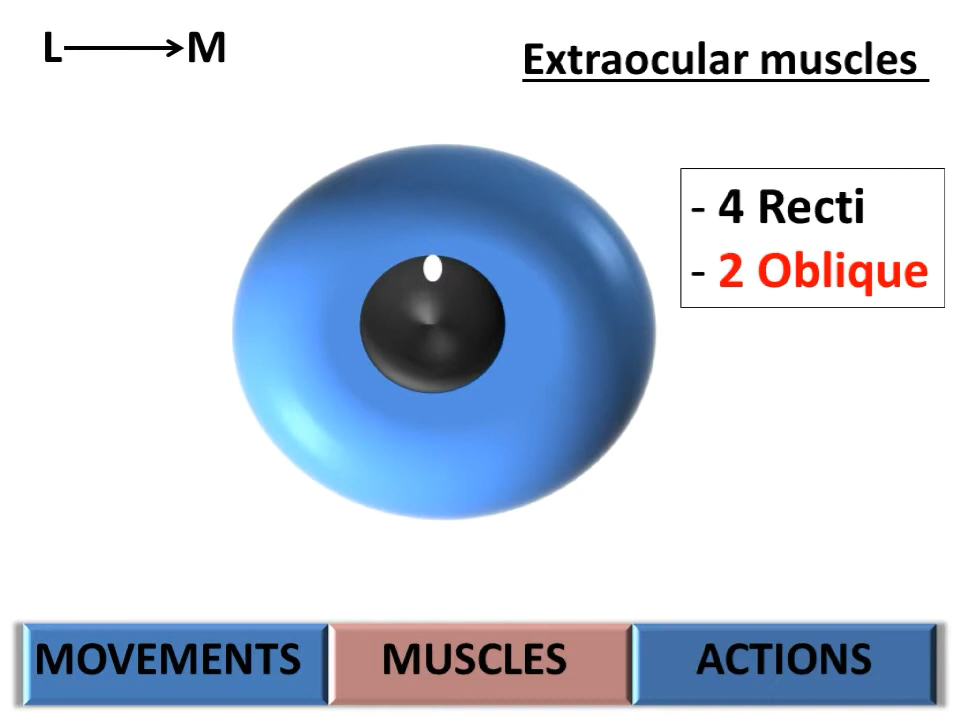 L → M
Extraocular muscles
- 4 Recti
- 2 Oblique
MOVEMENTS
MUSCLES
ACTIONS